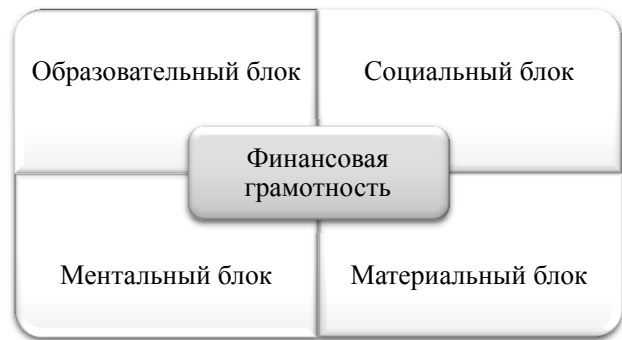 Образовательный блок
Социальный блок
Финансовая
грамотность
Ментальный блок
Материальный блок